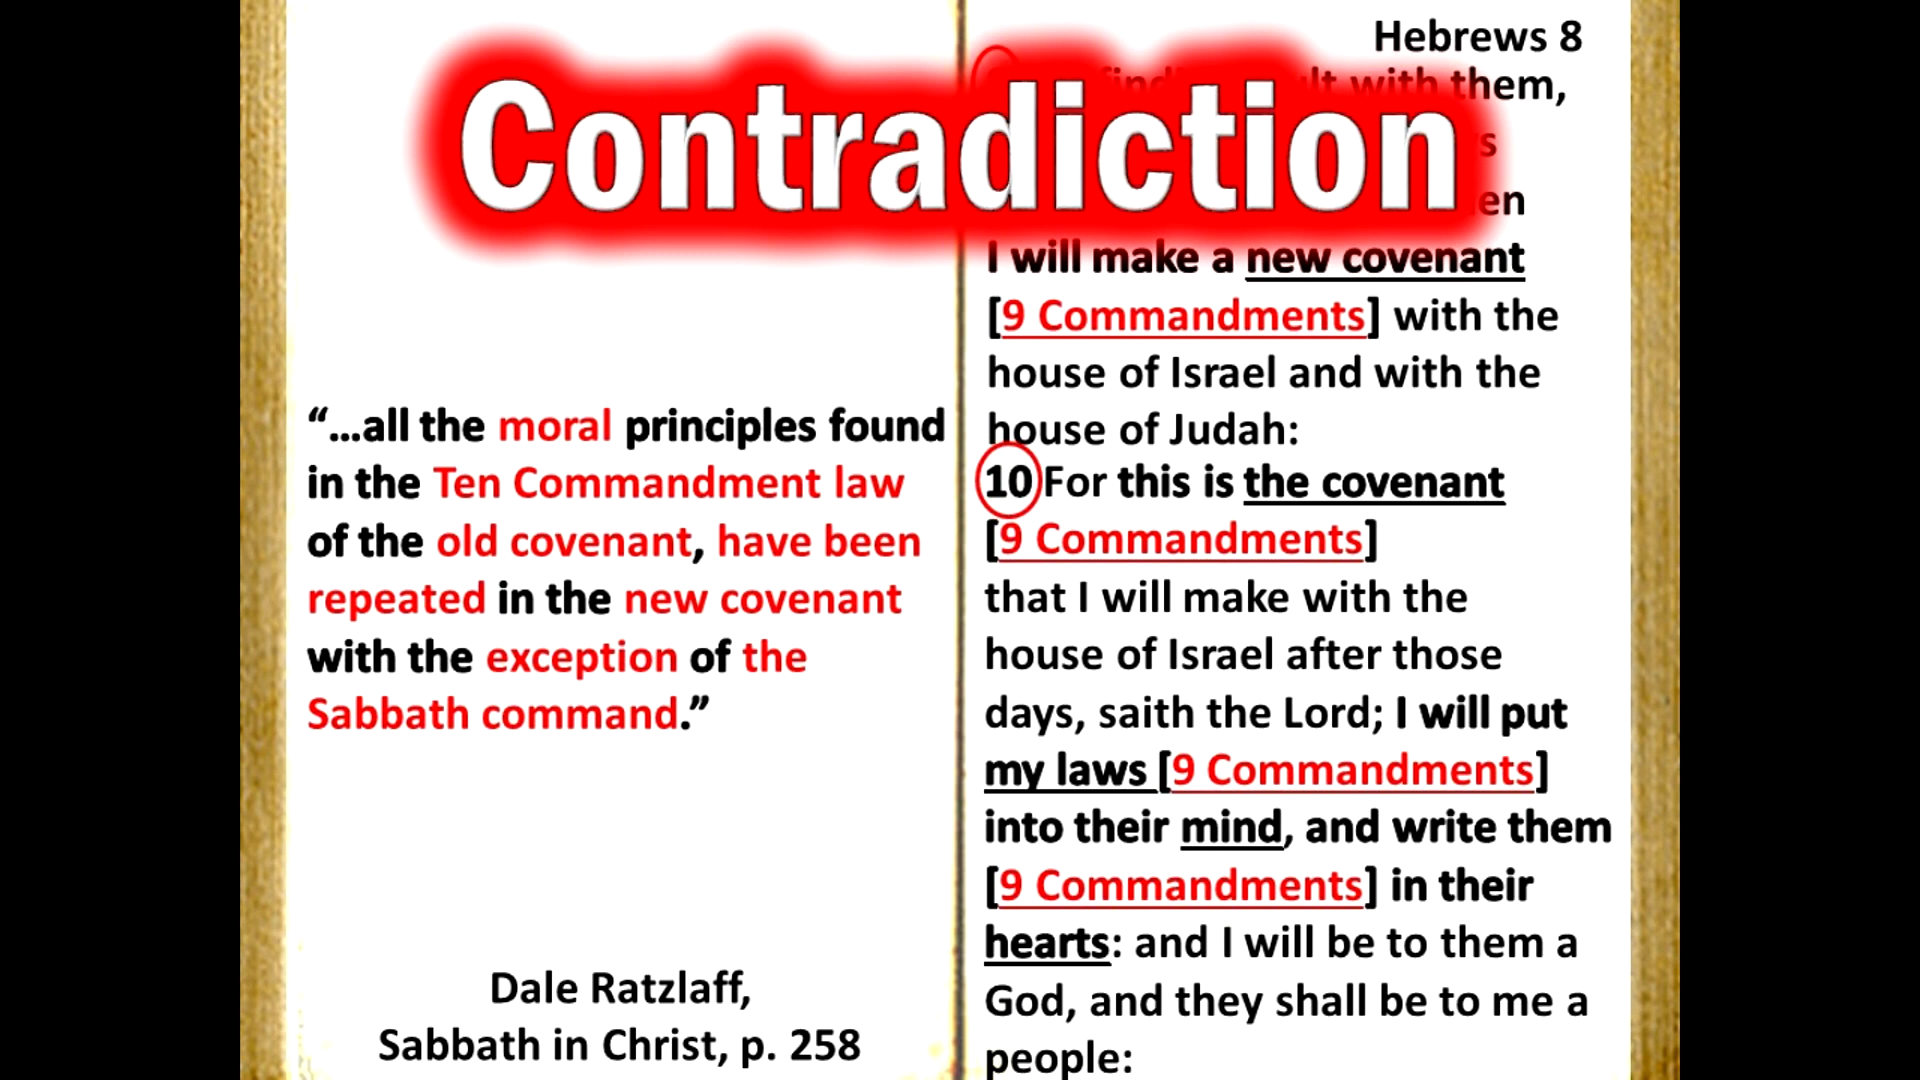 Contradiction
"...all the moral principles found
in the Ten Commandment law
of the old covenant, have been
repeated in the new covenant
with the exception of the
Sabbath command."
Dale Ratzlaff,
Sabbath in Christ, p. 258
Hebrews 8
with them,
I will make a new covenant
[9 Commandments] with the
house of Israel and with the
house of Judah:
10 For this is the covenant
[9 Commandments]
that I will make with the
house of Israel after those
days, saith the Lord; I will put
my laws [9 Commandments]
into their mind, and write them
[9 Commandments] in their
hearts: and I will be to them a
God, and they shall be to me a
people: